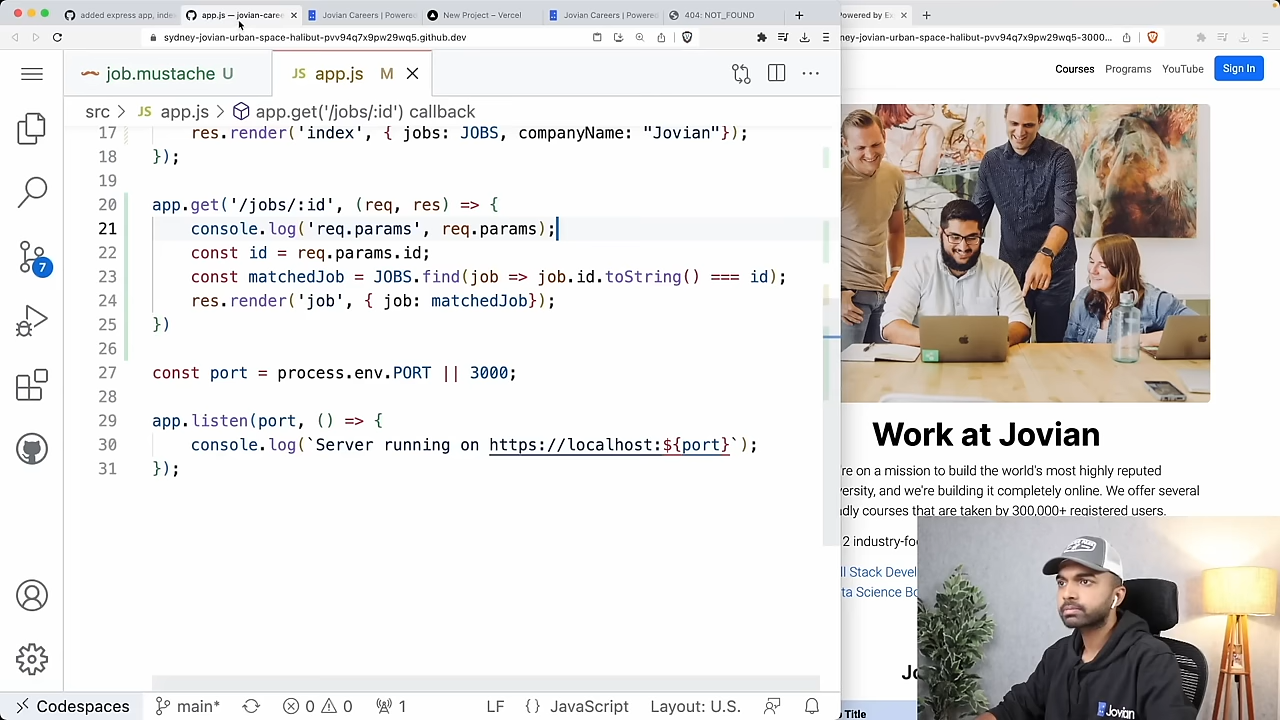 added express app, inde
app.js — jovian-caree
Jovian Careers | Powered
New Project – Vercel
Jovian Careers | Powered
404: NOT_FOUND
Powered by Ex
sydney-jovian-urban-space-halibut-pvv94q7x9pw29wq5.github.dev
ney-jovian-urban-space-halibut-pvv94q7x9pw29wq5-3000...
job.mustache U
JS app.js M
src > JS app.js > app.get('/jobs/:id') callback
17 res.render('index', { jobs: JOBS, companyName: "Jovian"});
18 });
19
20 app.get('/jobs/:id', (req, res) => {
21 console.log('req.params', req.params);
22 const id = req.params.id;
23 const matchedJob = JOBS.find(job => job.id.toString() === id);
24 res.render('job', { job: matchedJob});
25 })
26
27 const port = process.env.PORT || 3000;
28
29 app.listen(port, () => {
30 console.log(`Server running on https://localhost:${port}`);
31 });
7
Codespaces
main*
0 0
1
LF
{} JavaScript
Layout: U.S.
Courses Programs YouTube Sign In
Work at Jovian
re on a mission to build the world's most highly reputed
versity, and we're building it completely online. We offer several
ndly courses that are taken by 300,000+ registered users.
2 industry-fo
ll Stack Devel
ta Science Bo
Jo
Title
Jovian